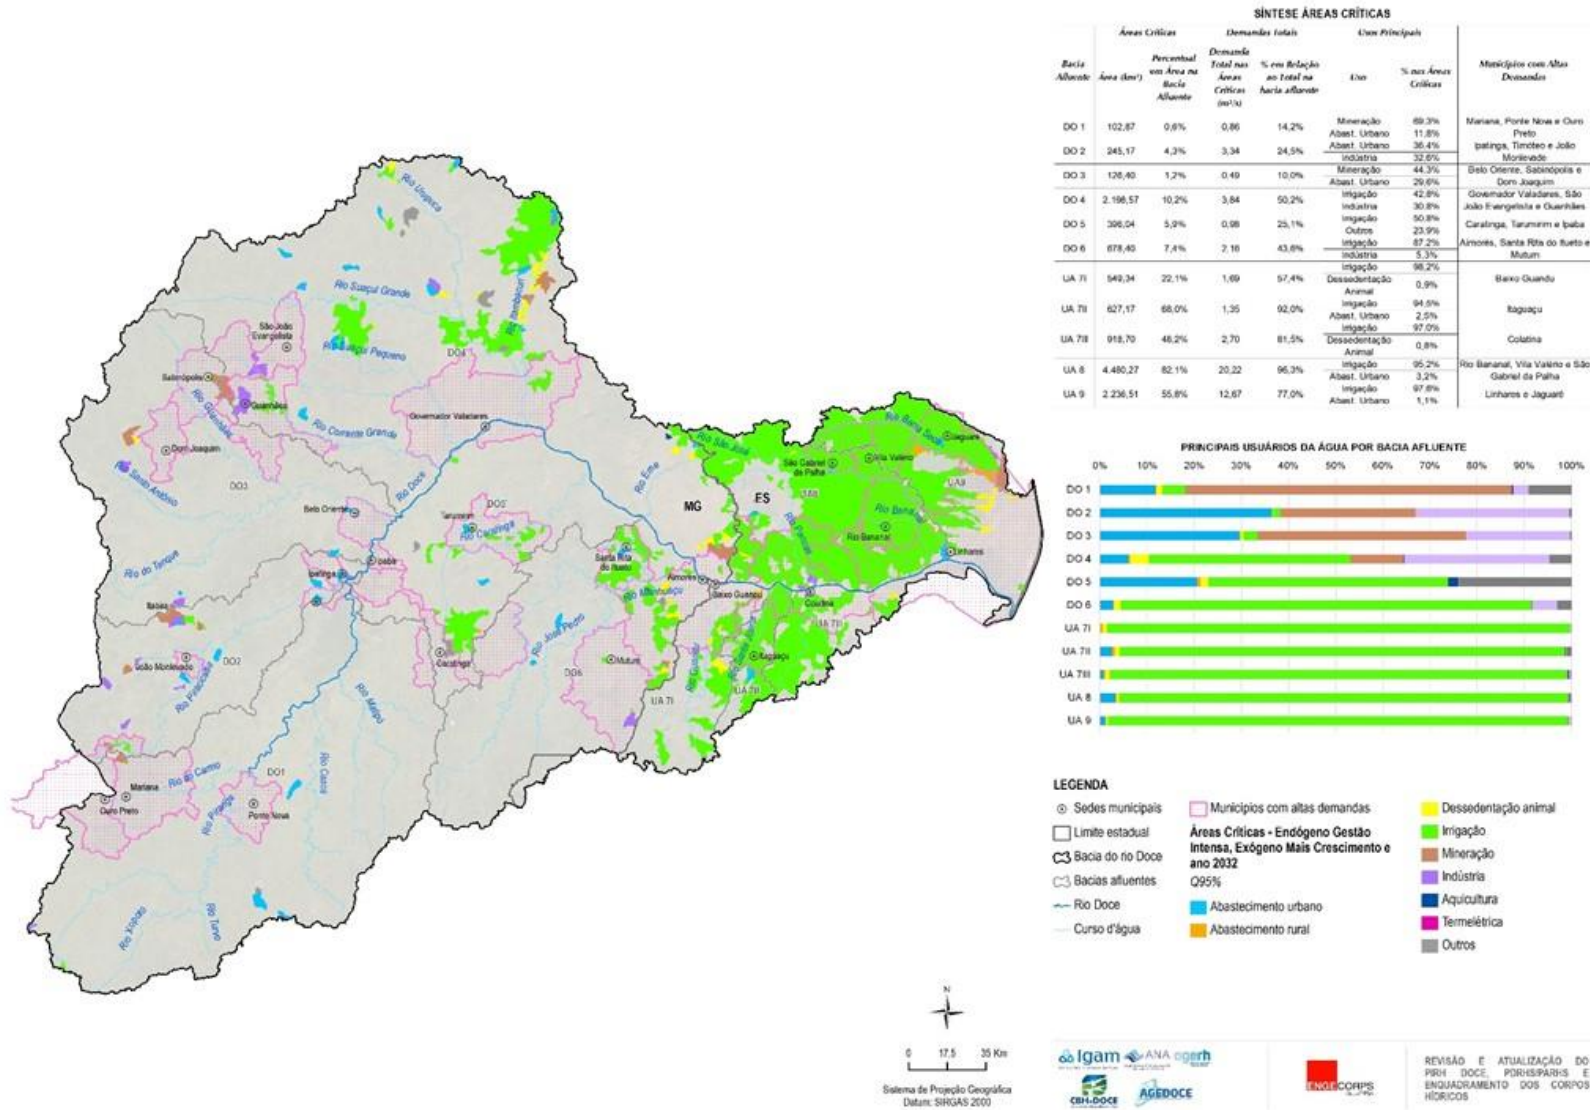 SÍNTESE ÁREAS CRÍTICAS
Áreas Críticas Demandas Totais Usos Principais
Bacia Afluente Área (km²) Percentual em Área na Bacia Afluente Demanda Total nas Áreas Críticas (m³/s) % em Relação ao Total na bacia afluente Uso % nas Áreas Críticas Municípios com Altas Demandas
DO 1 102,87 0,6% 0,86 14,2% Mineração 69,3% Mariana, Ponte Nova e Ouro Preto
Abast. Urbano 11,8%
DO 2 245,17 4,3% 3,34 24,5% Abast. Urbano 36,4% Ipatinga, Timóteo e João Monlevade
Indústria 32,6%
DO 3 126,40 1,2% 0,49 10,0% Mineração 44,3% Belo Oriente, Sabinópolis e Dom Joaquim
Abast. Urbano 29,6%
DO 4 2.198,57 10,2% 3,84 50,2% Irrigação 42,8% Governador Valadares, São João Evangelista e Guanhães
Indústria 30,8%
DO 5 396,04 5,9% 0,98 25,1% Irrigação 50,8% Caratinga, Tarumirim e Ipaba
Outros 23,9%
DO 6 678,40 7,4% 2,16 43,6% Irrigação 87,2% Aimorés, Santa Rita do Itueto e Mutum
Indústria 5,3%
UA 7I 549,34 22,1% 1,69 57,4% Irrigação 98,2% Baixo Guandu
Dessedentação Animal 0,9%
UA 7II 627,17 68,0% 1,35 92,0% Irrigação 94,6% Itaguaçu
Abast. Urbano 2,5%
UA 7III 918,70 48,2% 2,70 81,5% Irrigação 97,0% Colatina
Dessedentação Animal 0,8%
UA 8 4.480,27 82,1% 20,22 96,3% Irrigação 95,2% Rio Bananal, Vila Valério e São Gabriel da Palha
Abast. Urbano 3,2%
UA 9 2.236,51 55,8% 12,67 77,0% Irrigação 97,6% Linhares e Jaguaré
Abast. Urbano 1,1%
PRINCIPAIS USUÁRIOS DA ÁGUA POR BACIA AFLUENTE
0% 10% 20% 30% 40% 50% 60% 70% 80% 90% 100%
DO 1
DO 2
DO 3
DO 4
DO 5
DO 6
UA 7I
UA 7II
UA 7III
UA 8
UA 9
Rio Urupuca
Rio Itambacuri
Rio Suaçuí Grande
São João
Evangelista
Rio Suaçuí Pequeno
DO4
Sabinópolis
Guanhães
Rio Guanhães
Rio Corrente Grande
Governador Valadares
Dom Joaquim
Rio Santo Antônio
DO3
Rio Doce
Rio Eme
Rio São José
Rio Barra Seca
Jaguaré
São Gabriel
da Palha
Vila Valério
UA9
UA8
MG
ES
Rio Bananal
Rio Bananal
Rio Pancas
Linhares
Belo Oriente
Tarumirim
DO5
Rio Caratinga
Rio do Tanque
Ipaba
Ipatinga
Santa Rita
do Itueto
Aimorés
Baixo Guandu
Colatina
Rio Manhuaçu
UA 7III
Itabira
Rio José Pedro
João Monlevade
DO2
Rio Piracicaba
Caratinga
Mutum
DO6
Rio Guandu
Itaguaçu
UA 7II
UA 7I
Rio Matipó
Rio do Carmo
DO1
Rio Casca
Mariana
Ouro Preto
Rio Piranga
Ponte Nova
Rio Xopotó
Rio Turvo
N
0 17,5 35 Km
Sistema de Projeção Geográfica
Datum: SIRGAS 2000
LEGENDA
Sedes municipais
Limite estadual
Bacia do rio Doce
Bacias afluentes
Rio Doce
Curso d'água
Municípios com altas demandas
Áreas Críticas - Endógeno Gestão
Intensa, Exógeno Mais Crescimento e
ano 2032
Q95%
Abastecimento urbano
Abastecimento rural
Dessedentação animal
Irrigação
Mineração
Indústria
Aquicultura
Termelétrica
Outros
Igam ANA agerh
CBH-DOCE AGEDOCE
ENGECORPS
REVISÃO E ATUALIZAÇÃO DO
PIRH DOCE, PDRHS/PARHS E
ENQUADRAMENTO DOS CORPOS
HÍDRICOS